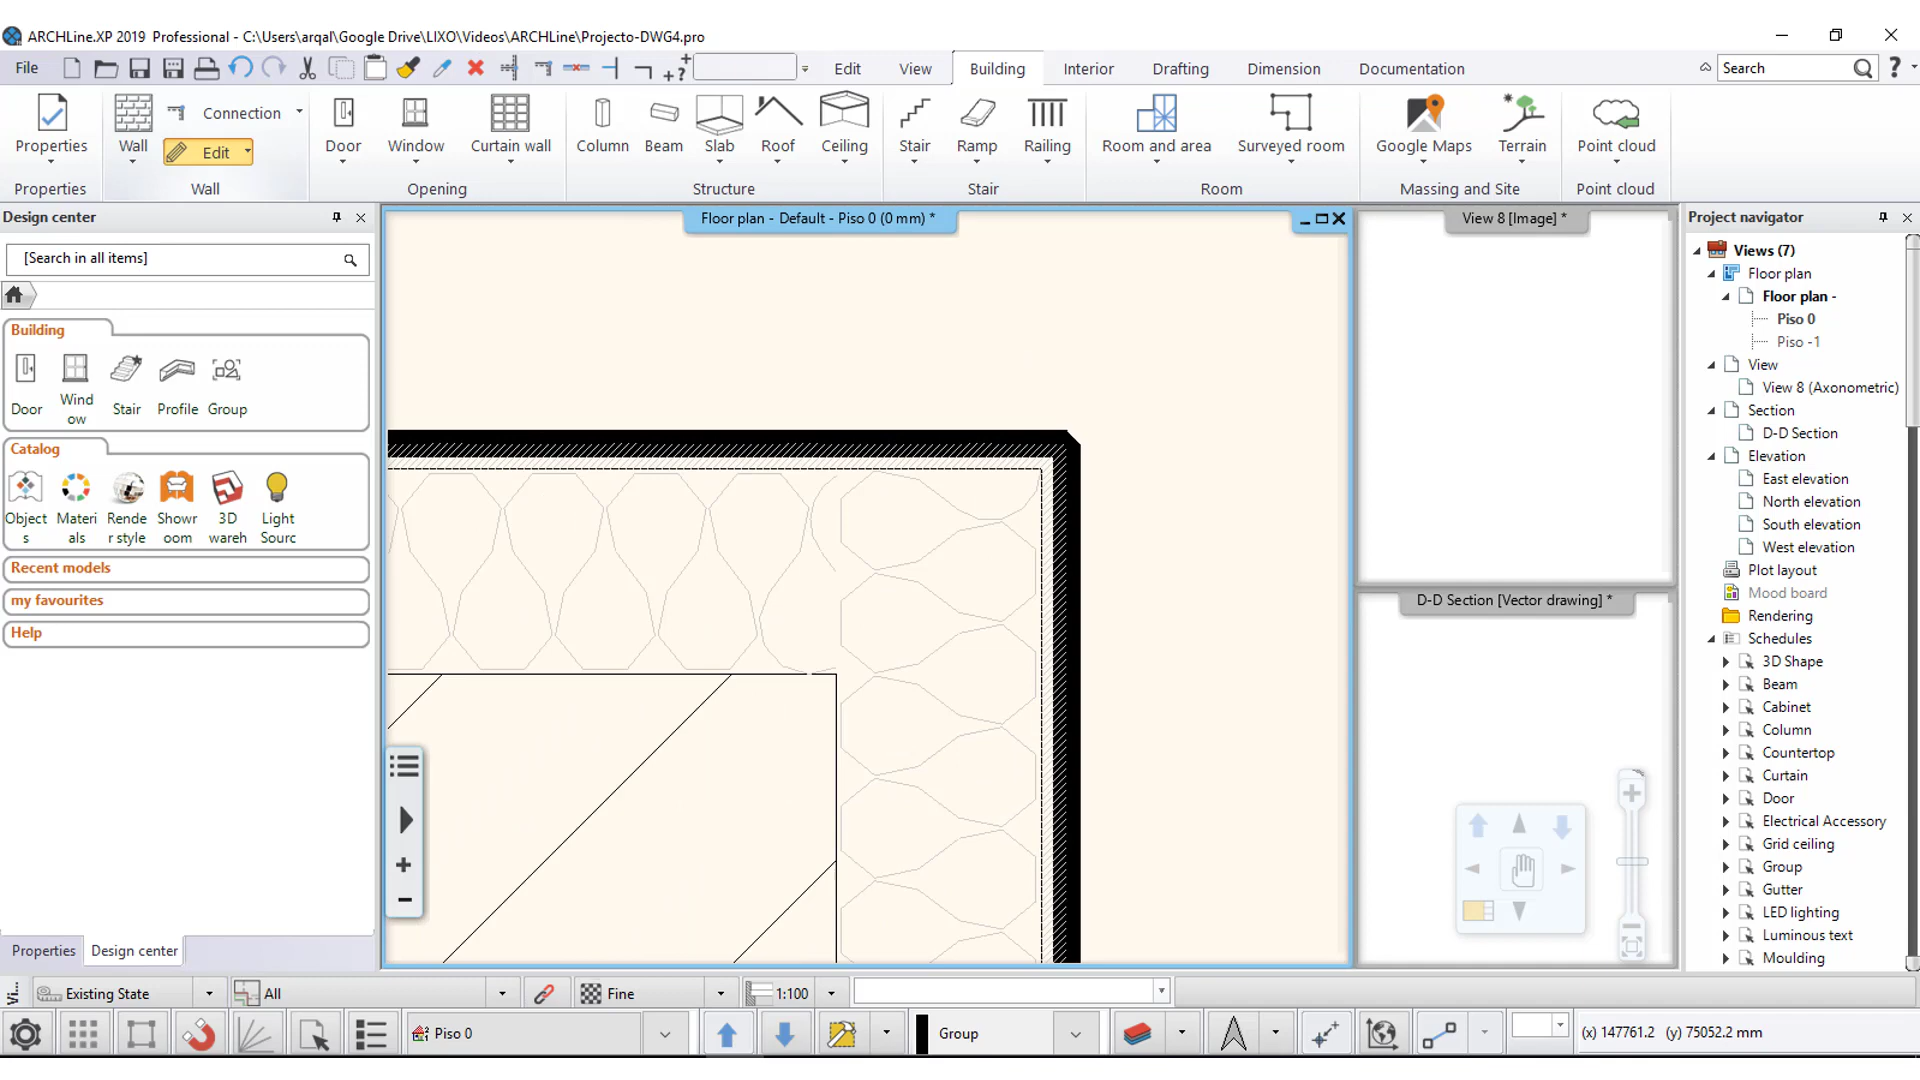 ARCHLine.XP 2019 Professional - C:\Users\arqal\Google Drive\LIXO\Videos\ARCHLine\Projecto-DWG4.pro
File Edit View Building Interior Drafting Dimension Documentation Search ?
Properties Wall Connection Edit Door Window Curtain wall Column Beam Slab Roof Ceiling Stair Ramp Railing Room and area Surveyed room Google Maps Terrain Point cloud
Properties Wall Opening Structure Stair Room Massing and Site Point cloud
Design center
[Search in all items]
Building
Door
Wind
ow
Stair
Profile
Group
Catalog
Object
s
Materi
als
Rende
r style
Showr
oom
3D
wareh
Light
Sourc
Recent models
my favourites
Help
Properties Design center
Floor plan - Default - Piso 0 (0 mm) *
View 8 [Image] *
D-D Section [Vector drawing] *
Project navigator
Views (7)
Floor plan
Floor plan -
Piso 0
Piso -1
View
View 8 (Axonometric)
Section
D-D Section
Elevation
East elevation
North elevation
South elevation
West elevation
Plot layout
Mood board
Rendering
Schedules
3D Shape
Beam
Cabinet
Column
Countertop
Curtain
Door
Electrical Accessory
Grid ceiling
Group
Gutter
LED lighting
Luminous text
Moulding
Existing State All Fine 1:100
Piso 0 Group (x) 147761.2 (y) 75052.2 mm